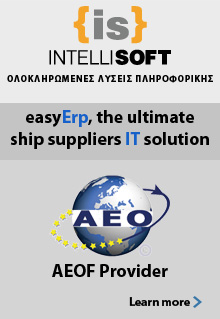 {is}
INTELLISOFT
ΟΛΟΚΛΗΡΩΜΕΝΕΣ ΛΥΣΕΙΣ ΠΛΗΡΟΦΟΡΙΚΗΣ
easyErp, the ultimate
ship suppliers IT solution
AEO
AEOF Provider
Learn more >